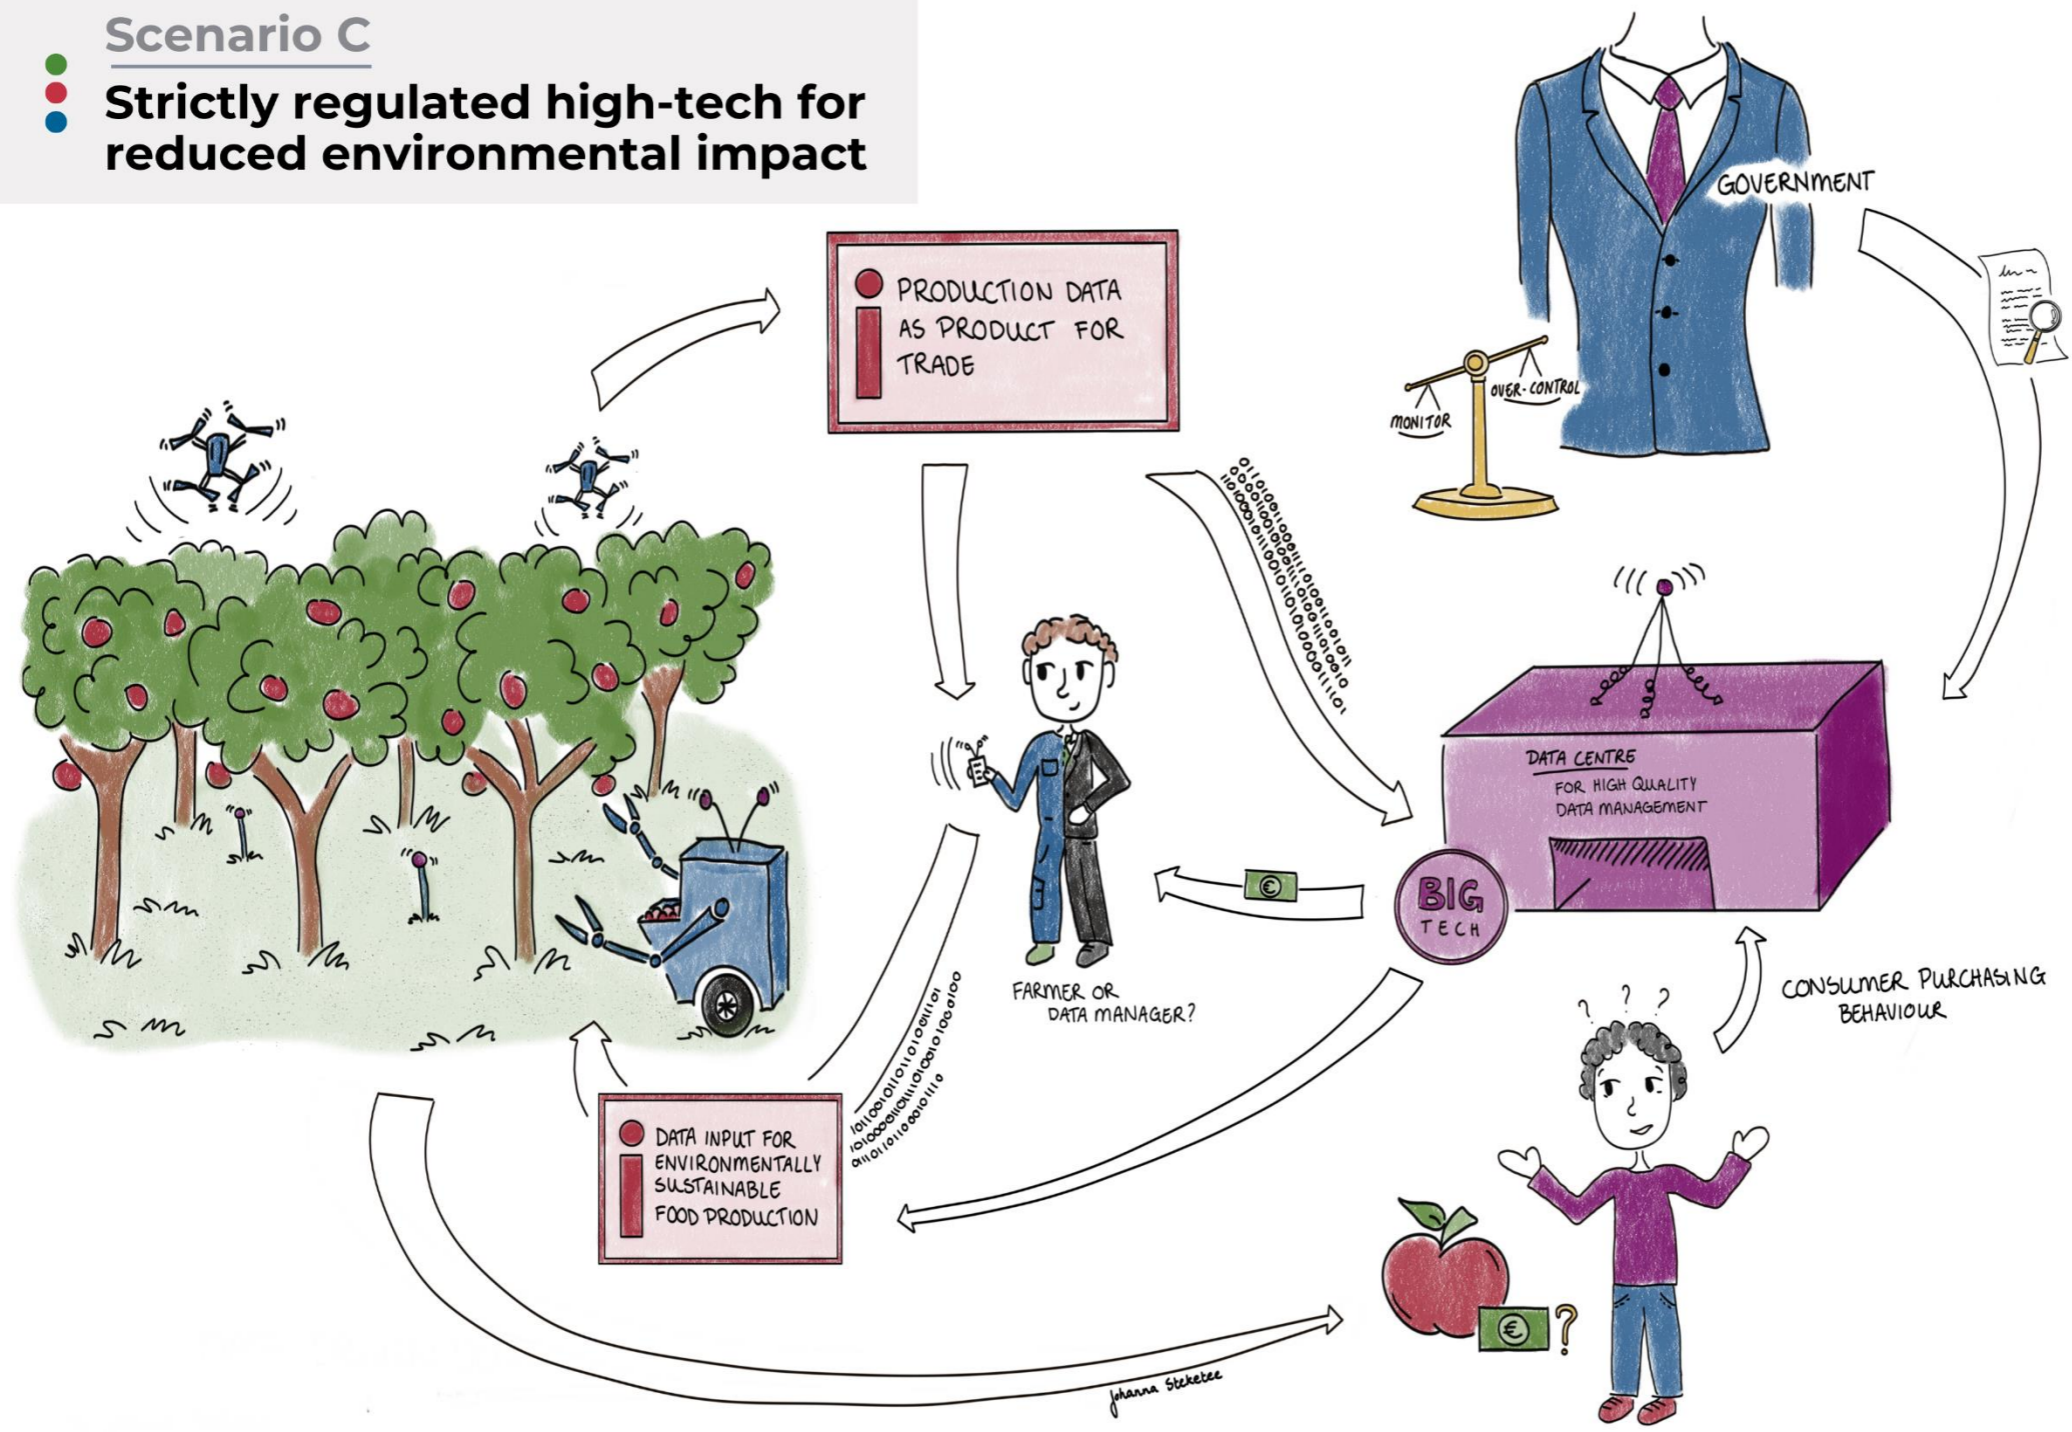 Scenario C
Strictly regulated high-tech for
reduced environmental impact
GOVERNMENT
PRODUCTION DATA
AS PRODUCT FOR
TRADE
MONITOR
OVER-CONTROL
DATA CENTRE
FOR HIGH QUALITY
DATA MANAGEMENT
BIG
TECH
€
FARMER OR
DATA MANAGER?
CONSUMER PURCHASING
BEHAVIOUR
? ? ?
DATA INPUT FOR
ENVIRONMENTALLY
SUSTAINABLE
FOOD PRODUCTION
€ ?
Johanna Steketee